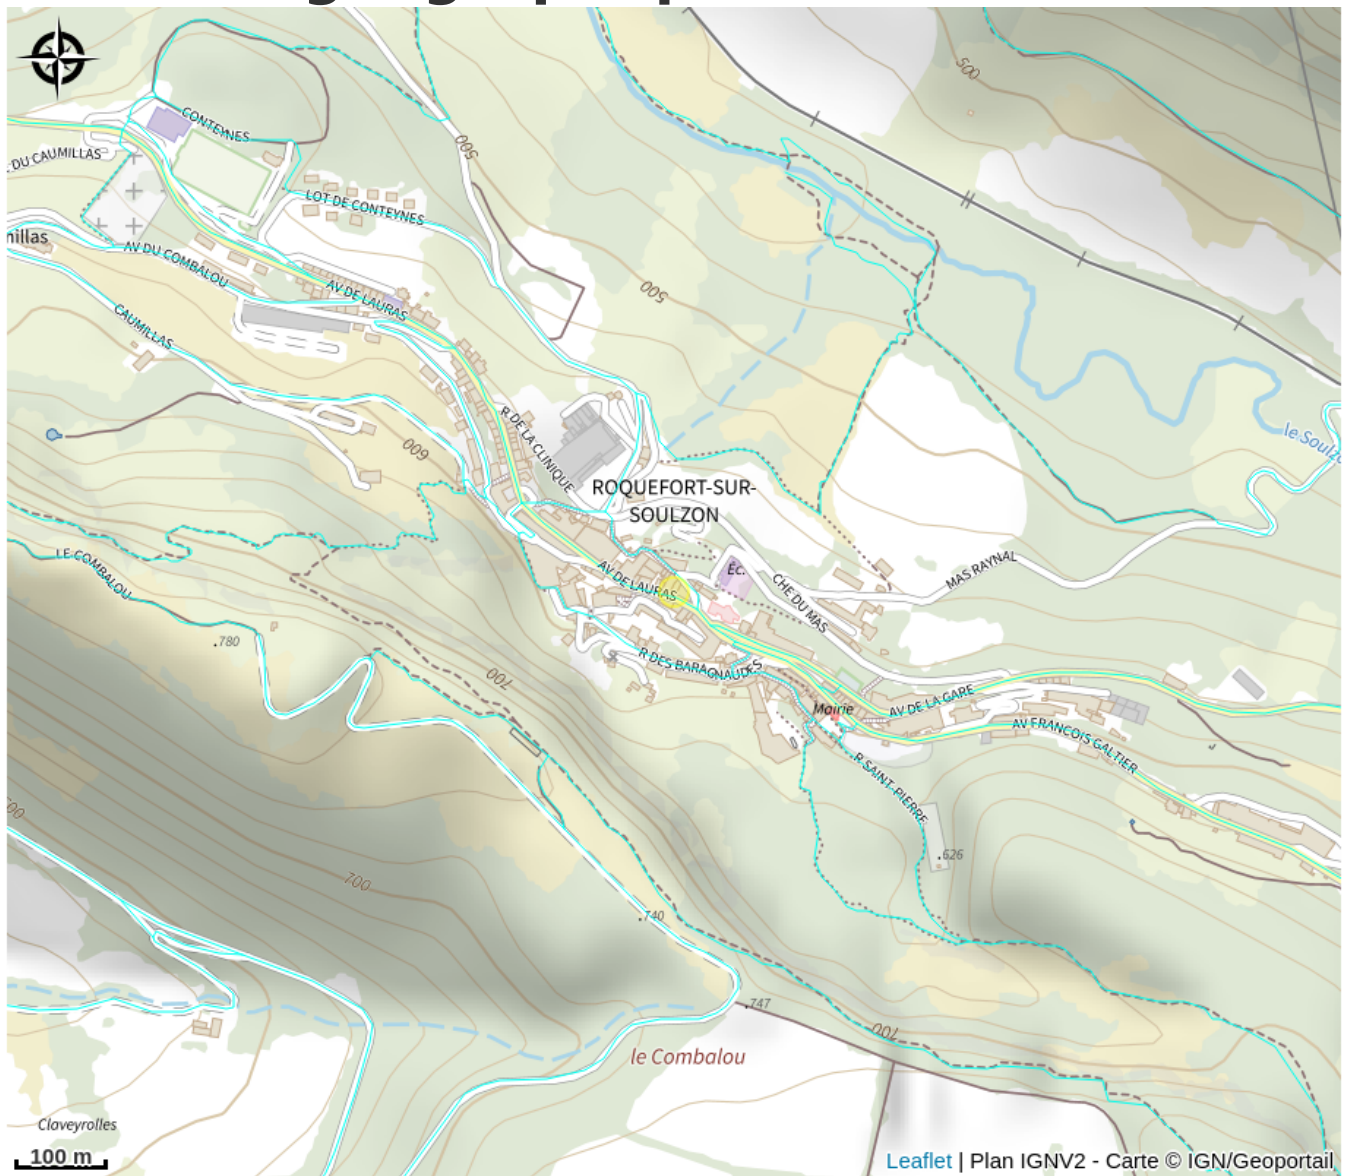 500
CONTEYNES
DU CAUMILLAS
500
LOT DE CONTEYNES
nillas
AV DU COMBALOU
AV DE LAURAS
500
CAUMILLAS
R DE LA CLINIQUE
le Soulzo
600
ROQUEFORT-SUR-
SOULZON
LE COMBALOU
MAS RAYNAL
Éc.
AV DE LAURAS
CHE DU MAS
.780
R DES BARAGNAUDES
700
Mairie
AV DE LA GARE
AV FRANCOIS GALTIER
R SAINT-PIERRE
.626
700
.740
.747
700
le Combalou
Claveyrolles
100 m
Leaflet | Plan IGNV2 - Carte © IGN/Geoportail